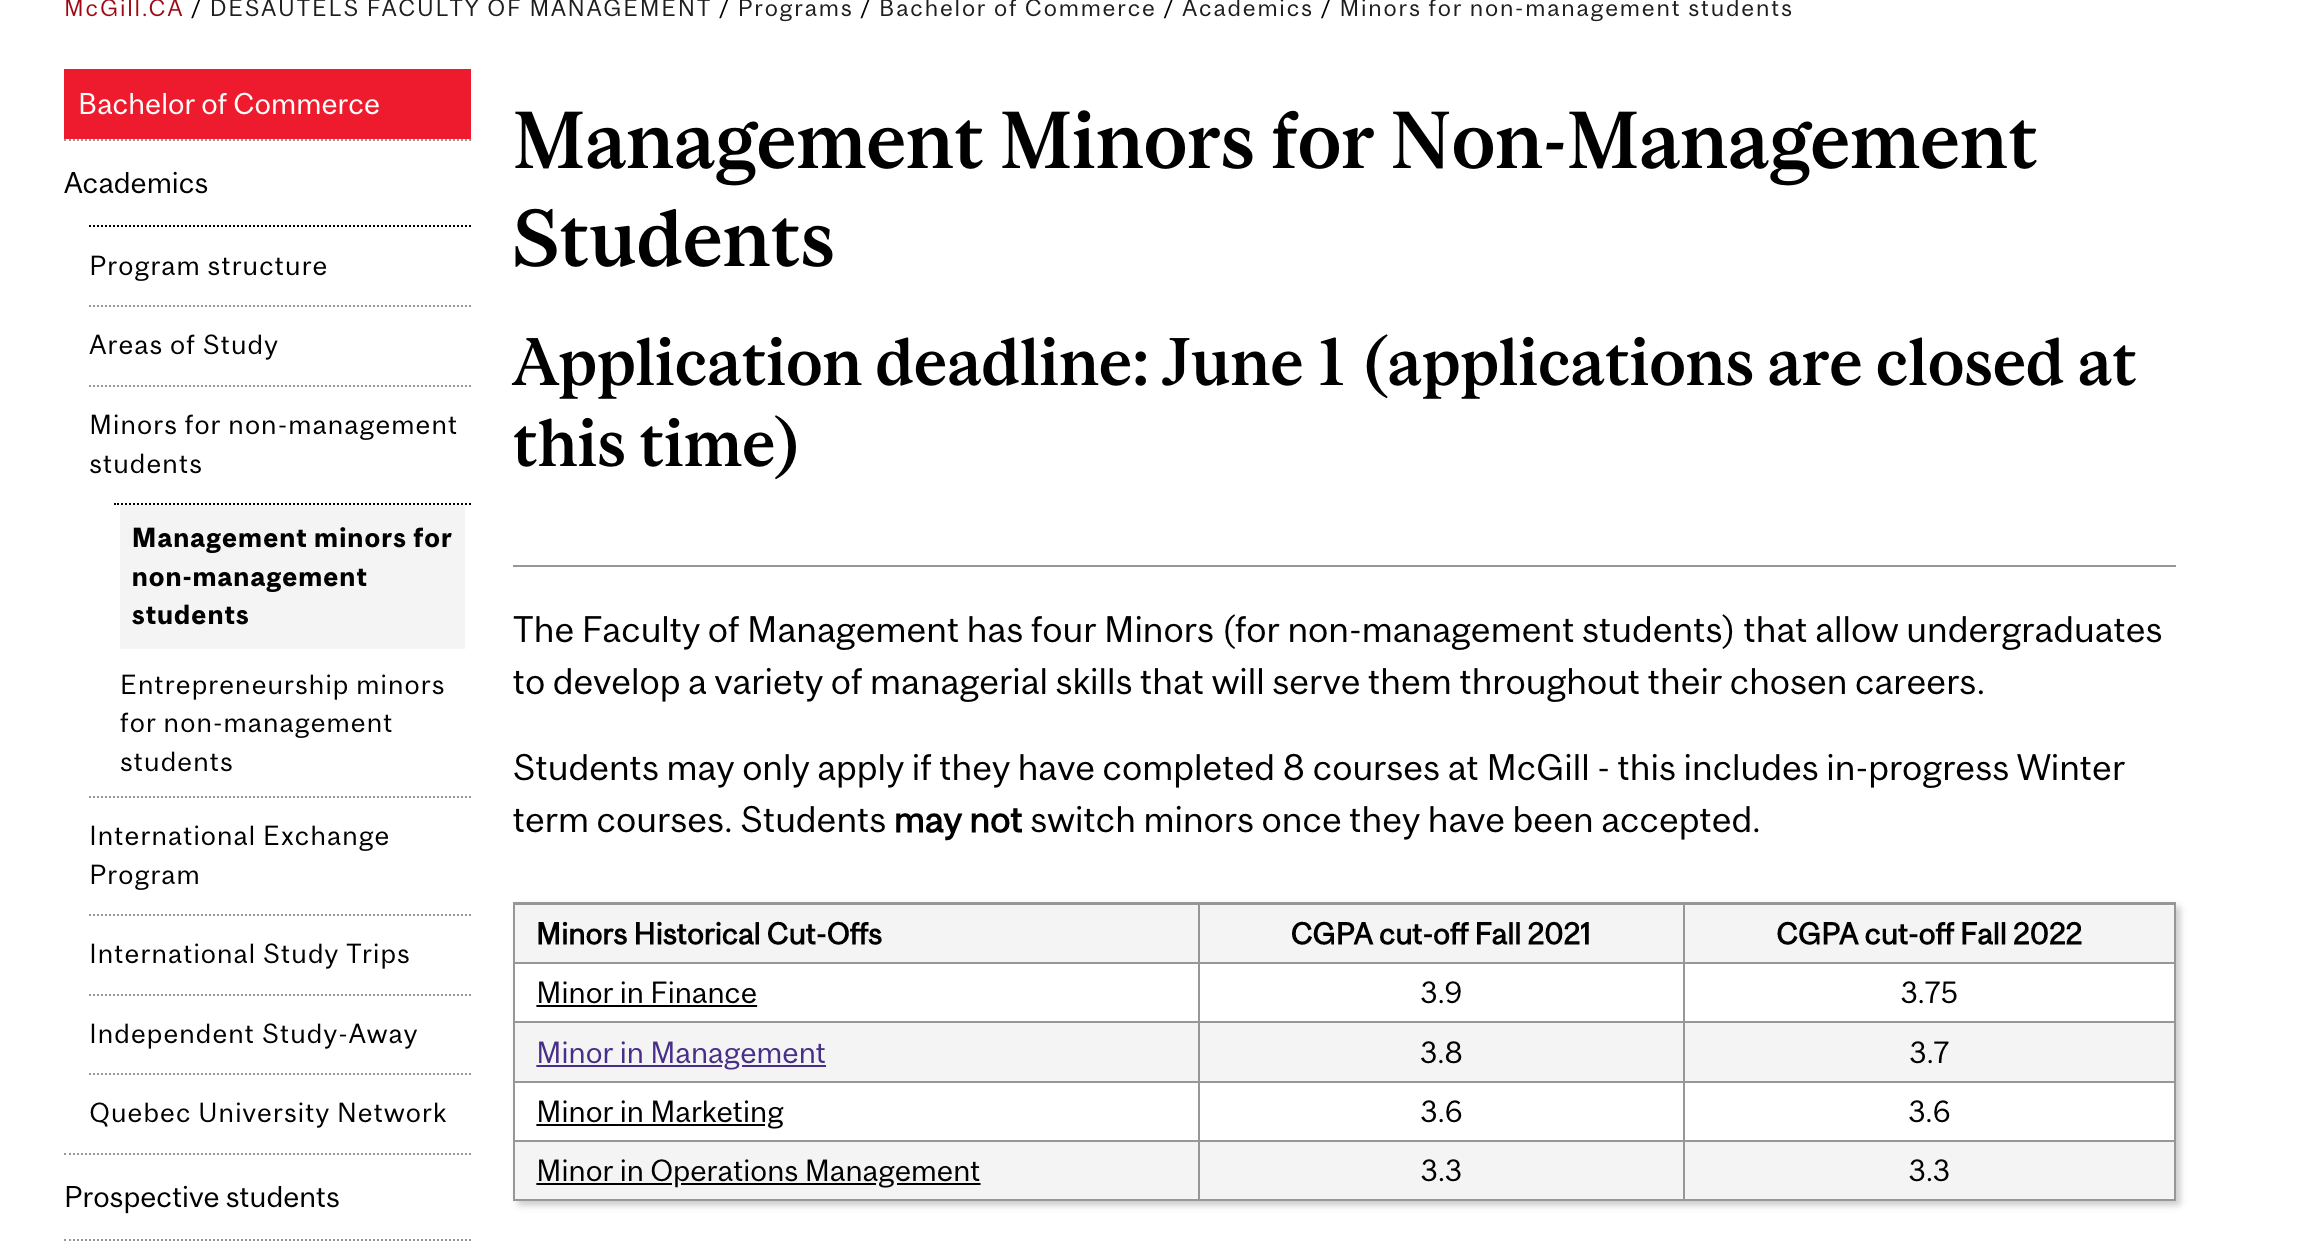 McGill.CA / DESAUTELS FACULTY OF MANAGEMENT / Programs / Bachelor of Commerce / Academics / Minors for non-management students
Bachelor of Commerce
Academics
Program structure
Areas of Study
Minors for non-management
students
Management minors for
non-management
students
Entrepreneurship minors
for non-management
students
International Exchange
Program
International Study Trips
Independent Study-Away
Quebec University Network
Prospective students
Management Minors for Non-Management
Students
Application deadline: June 1 (applications are closed at
this time)
The Faculty of Management has four Minors (for non-management students) that allow undergraduates
to develop a variety of managerial skills that will serve them throughout their chosen careers.
Students may only apply if they have completed 8 courses at McGill - this includes in-progress Winter
term courses. Students may not switch minors once they have been accepted.
Minors Historical Cut-Offs CGPA cut-off Fall 2021 CGPA cut-off Fall 2022
Minor in Finance 3.9 3.75
Minor in Management 3.8 3.7
Minor in Marketing 3.6 3.6
Minor in Operations Management 3.3 3.3